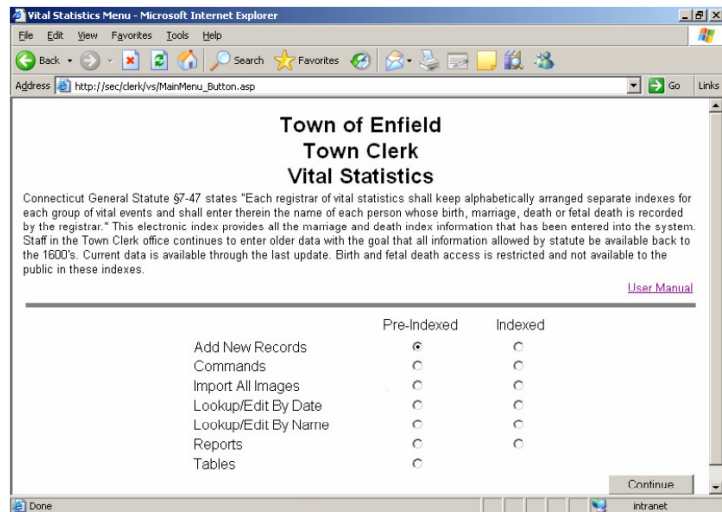 Vital Statistics Menu - Microsoft Internet Explorer
File Edit View Favorites Tools Help
Back Search Favorites
Address http://sec/clerk/vs/MainMenu_Button.asp Go Links
Town of Enfield
Town Clerk
Vital Statistics
Connecticut General Statute §7-47 states "Each registrar of vital statistics shall keep alphabetically arranged separate indexes for
each group of vital events and shall enter therein the name of each person whose birth, marriage, death or fetal death is recorded
by the registrar." This electronic index provides all the marriage and death index information that has been entered into the system.
Staff in the Town Clerk office continues to enter older data with the goal that all information allowed by statute be available back to
the 1600's. Current data is available through the last update. Birth and fetal death access is restricted and not available to the
public in these indexes.
User Manual
Pre-Indexed Indexed
Add New Records
Commands
Import All Images
Lookup/Edit By Date
Lookup/Edit By Name
Reports
Tables
Continue
Done intranet